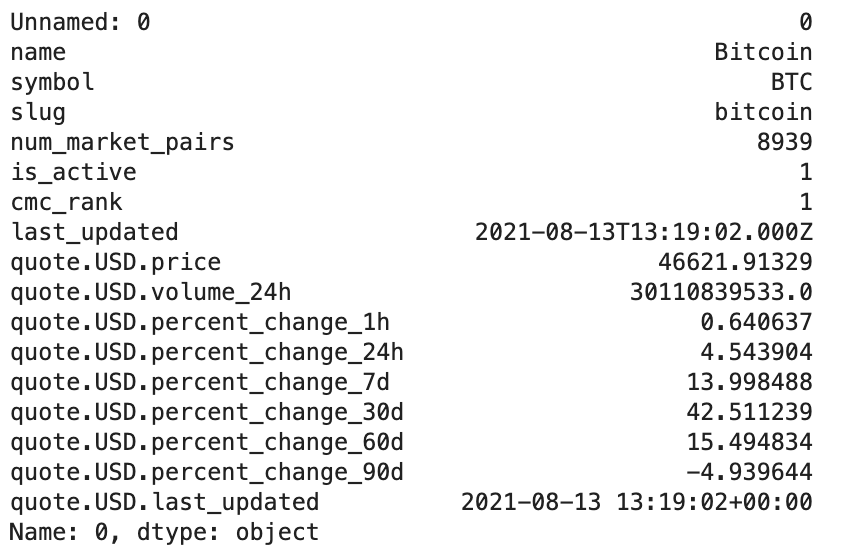 Unnamed: 0 0
name Bitcoin
symbol BTC
slug bitcoin
num_market_pairs 8939
is_active 1
cmc_rank 1
last_updated 2021-08-13T13:19:02.000Z
quote.USD.price 46621.91329
quote.USD.volume_24h 30110839533.0
quote.USD.percent_change_1h 0.640637
quote.USD.percent_change_24h 4.543904
quote.USD.percent_change_7d 13.998488
quote.USD.percent_change_30d 42.511239
quote.USD.percent_change_60d 15.494834
quote.USD.percent_change_90d -4.939644
quote.USD.last_updated 2021-08-13 13:19:02+00:00
Name: 0, dtype: object